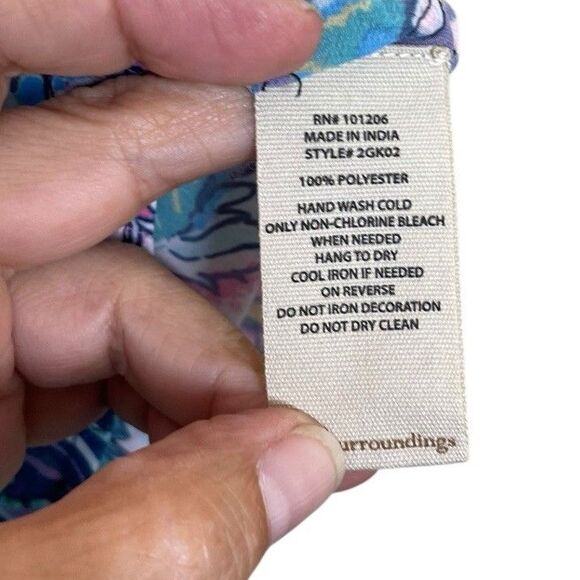 RN# 101206
MADE IN INDIA
STYLE# 2GK02
100% POLYESTER
HAND WASH COLD
ONLY NON-CHLORINE BLEACH
WHEN NEEDED
HANG TO DRY
COOL IRON IF NEEDED
ON REVERSE
DO NOT IRON DECORATION
DO NOT DRY CLEAN
urroundings